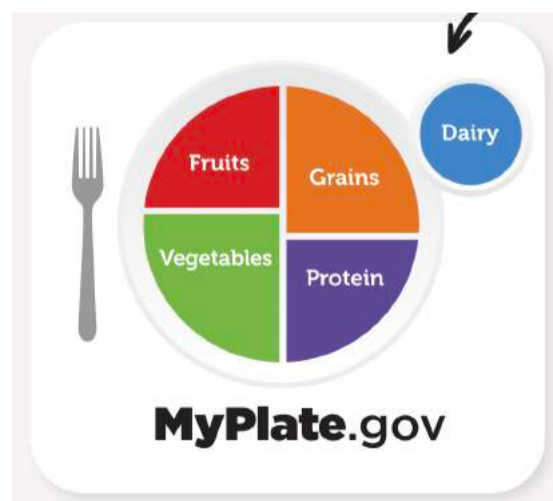 Dairy
Fruits
Grains
Vegetables
Protein
MyPlate.gov